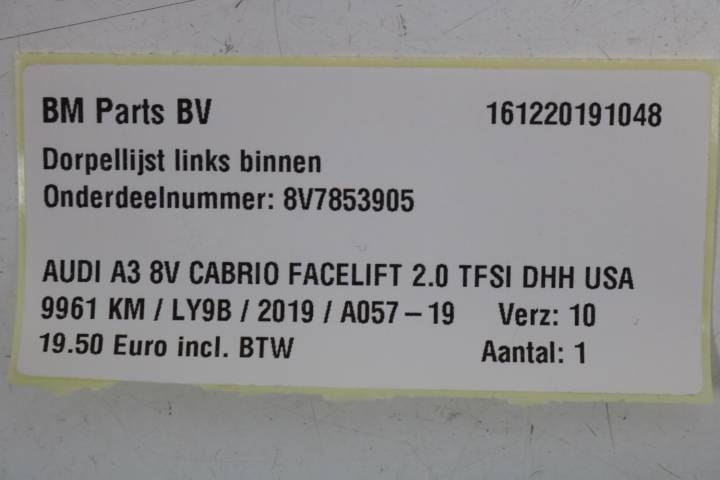 BM Parts BV 161220191048
Dorpellijst links binnen
Onderdeelnummer: 8V7853905
AUDI A3 8V CABRIO FACELIFT 2.0 TFSI DHH USA
9961 KM / LY9B / 2019 / A057 – 19 Verz: 10
19.50 Euro incl. BTW Aantal: 1